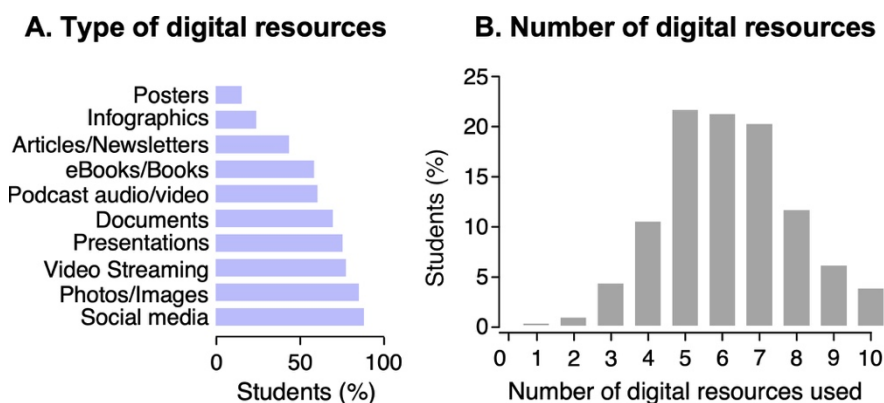 A. Type of digital resources
Posters
Infographics
Articles/Newsletters
eBooks/Books
Podcast audio/video
Documents
Presentations
Video Streaming
Photos/Images
Social media
0 50 100
Students (%)
B. Number of digital resources
25
20
15
10
5
0
Students (%)
0 1 2 3 4 5 6 7 8 9 10
Number of digital resources used